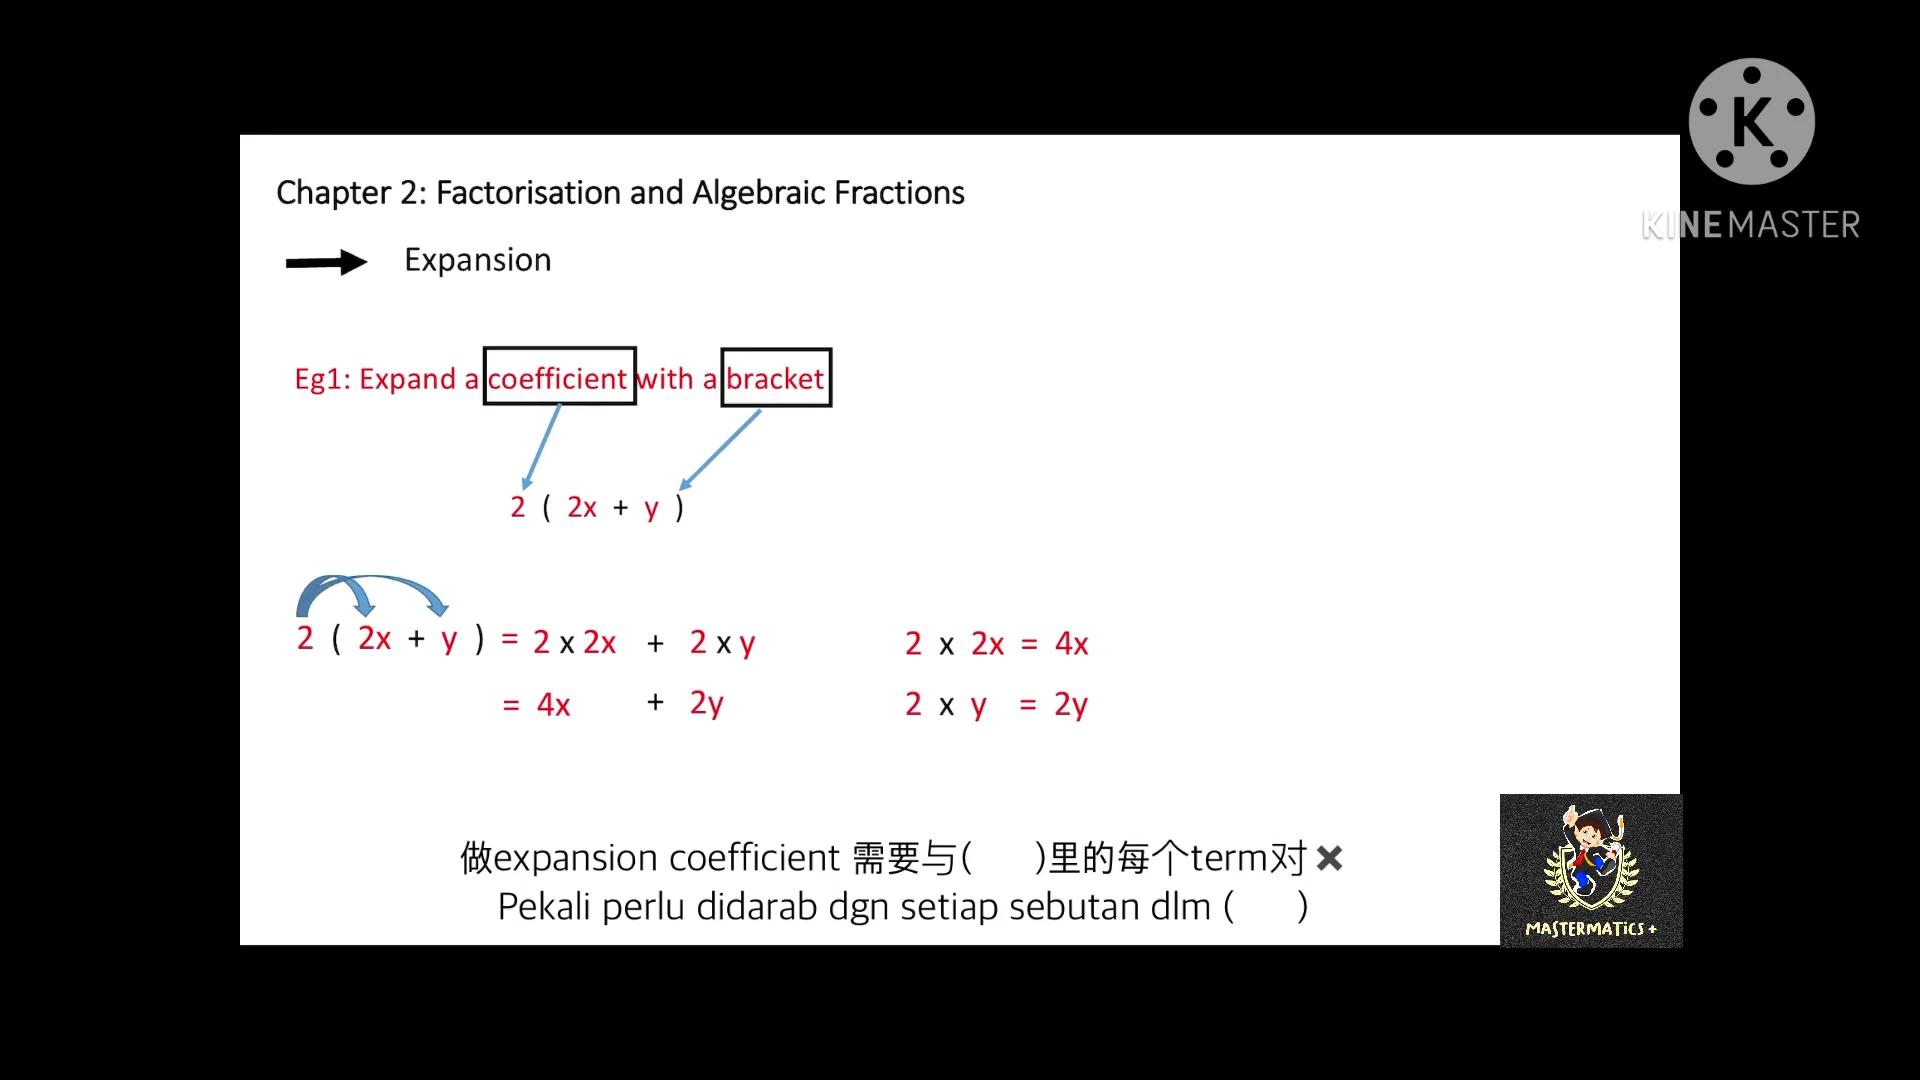 K
KINEMASTER
Chapter 2: Factorisation and Algebraic Fractions
Expansion
Eg1: Expand a coefficient with a bracket
2 ( 2x + y )
2 ( 2x + y ) = 2 x 2x + 2 x y
2 x 2x = 4x
= 4x + 2y
2 x y = 2y
做expansion coefficient 需要与( )里的每个term对✖
Pekali perlu didarab dgn setiap sebutan dlm ( )
MASTERMATICS +